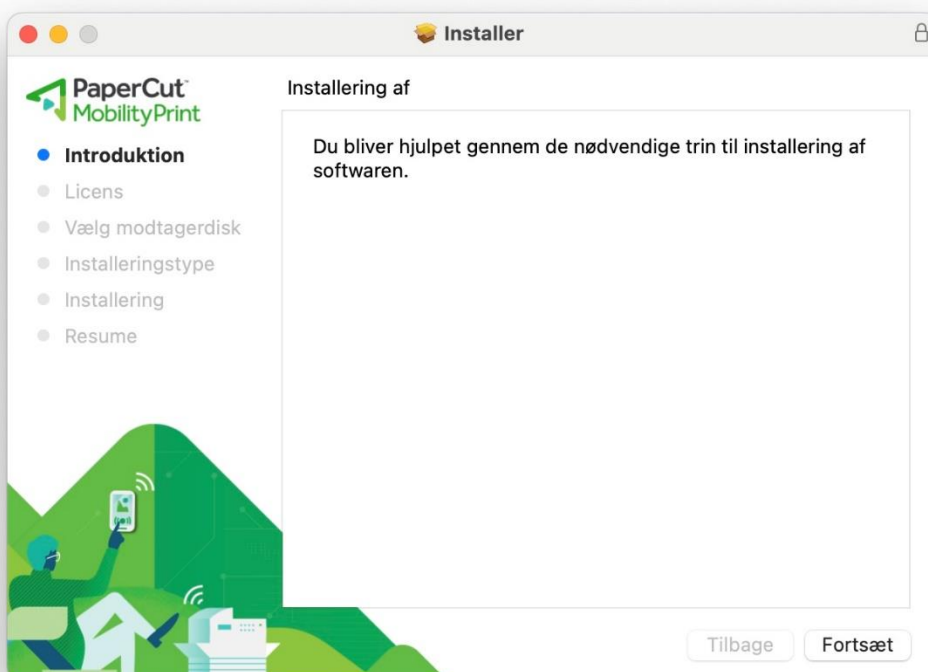 Installer
PaperCut™
MobilityPrint
Installering af
Introduktion
Licens
Vælg modtagerdisk
Installeringstype
Installering
Resume
Du bliver hjulpet gennem de nødvendige trin til installering af
softwaren.
Tilbage
Fortsæt